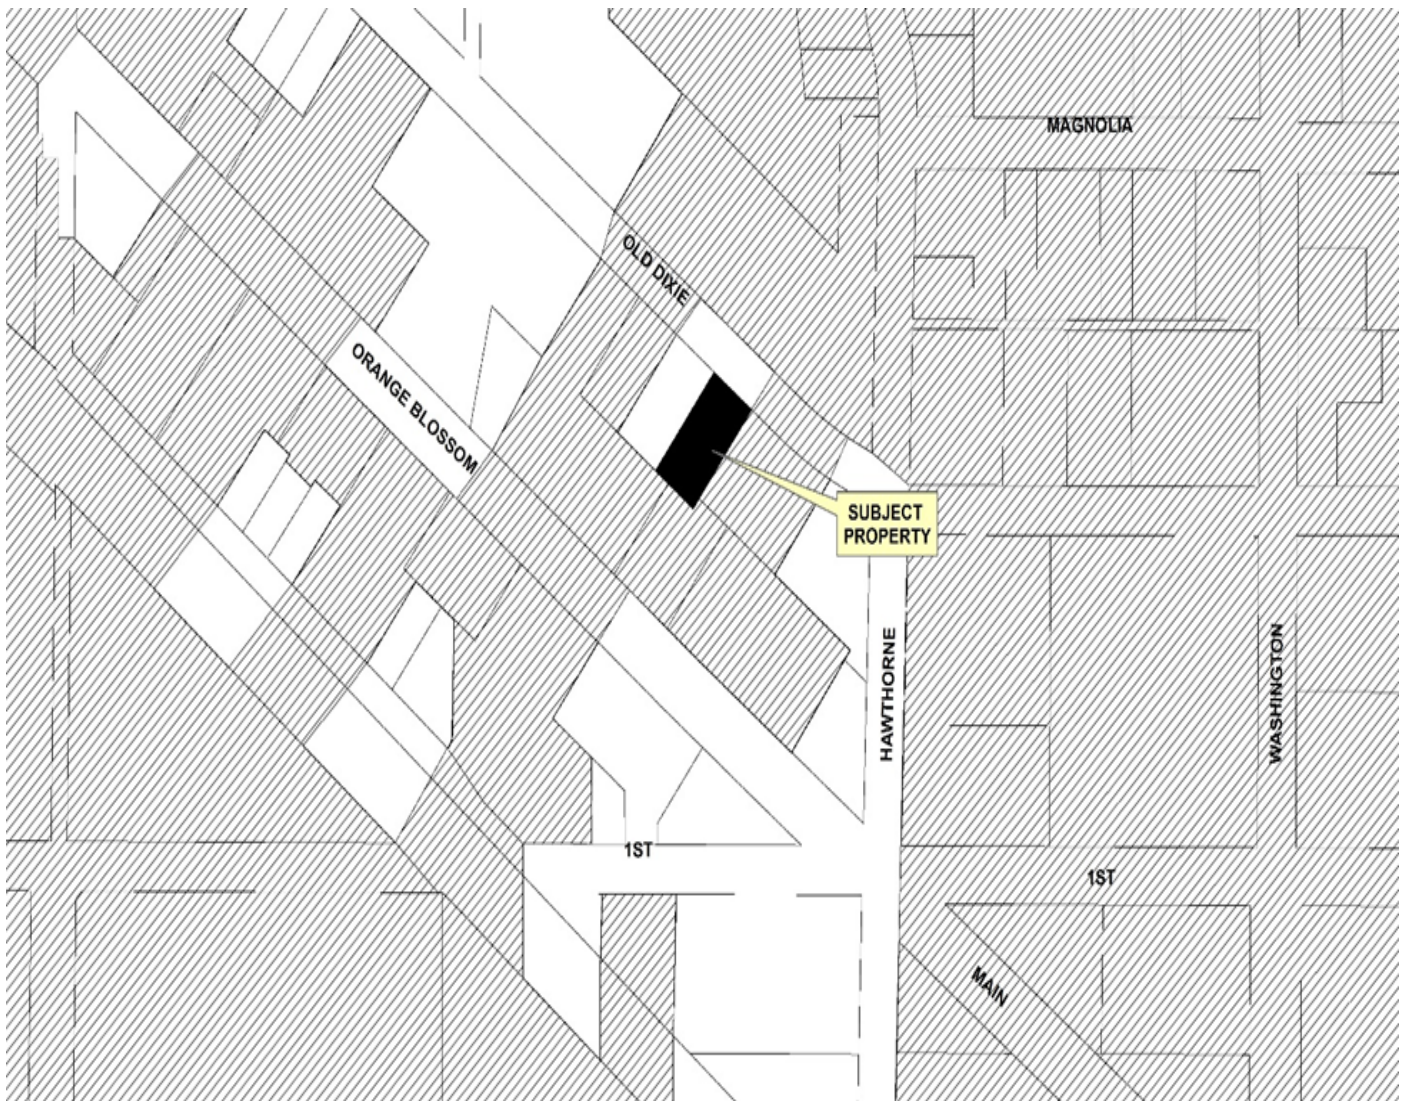 MAGNOLIA
OLD DIXIE
ORANGE BLOSSOM
SUBJECT
PROPERTY
HAWTHORNE
WASHINGTON
1ST
1ST
MAIN